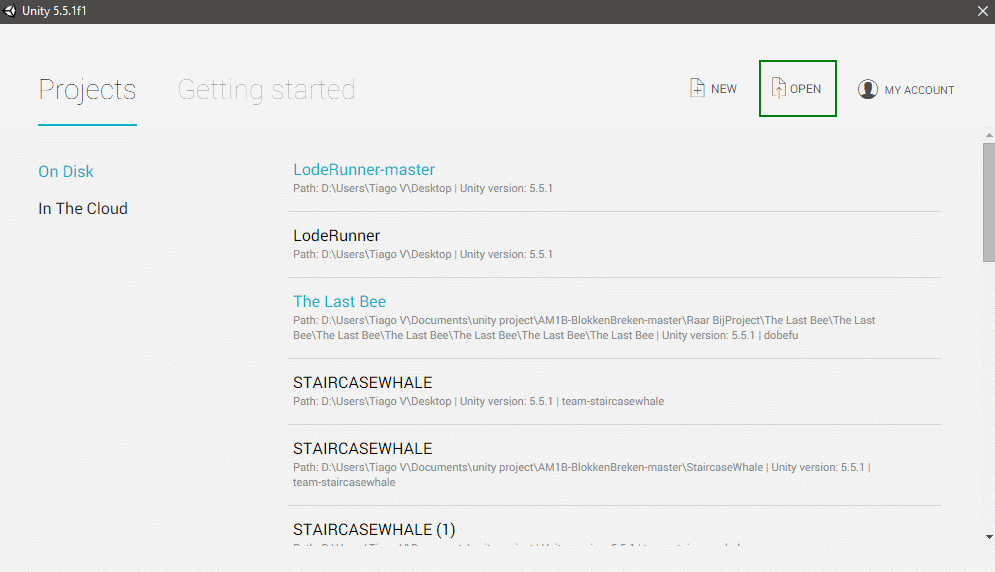 Unity 5.5.1f1
Projects
Getting started
NEW
OPEN
MY ACCOUNT
On Disk
In The Cloud
LodeRunner-master
Path: D:\Users\Tiago V\Desktop | Unity version: 5.5.1
LodeRunner
Path: D:\Users\Tiago V\Desktop | Unity version: 5.5.1
The Last Bee
Path: D:\Users\Tiago V\Documents\unity project\AM1B-BlokkenBreken-master\Raar BijProject\The Last Bee\The Last
Bee\The Last Bee\The Last Bee\The Last Bee\The Last Bee\The Last Bee | Unity version: 5.5.1 | dobefu
STAIRCASEWHALE
Path: D:\Users\Tiago V\Desktop | Unity version: 5.5.1 | team-staircasewhale
STAIRCASEWHALE
Path: D:\Users\Tiago V\Documents\unity project\AM1B-BlokkenBreken-master\StaircaseWhale | Unity version: 5.5.1 |
team-staircasewhale
STAIRCASEWHALE (1)